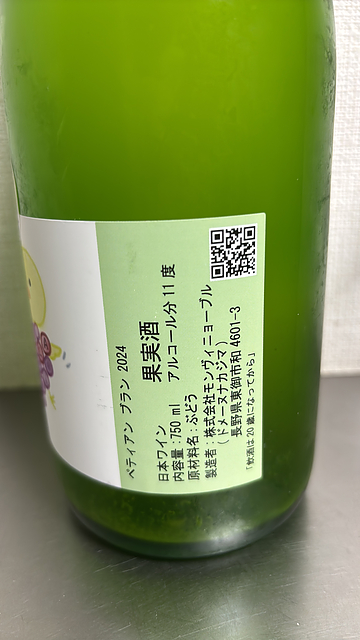 ペティアン ブラン 2024
果実酒
日本ワイン
アルコール分 11 度
内容量：750 ml
原材料名：ぶどう
製造者：株式会社モンヴィニョーブル
（ドメーヌナカジマ）
長野県東御市和 4601-3
「飲酒は 20 歳になってから」